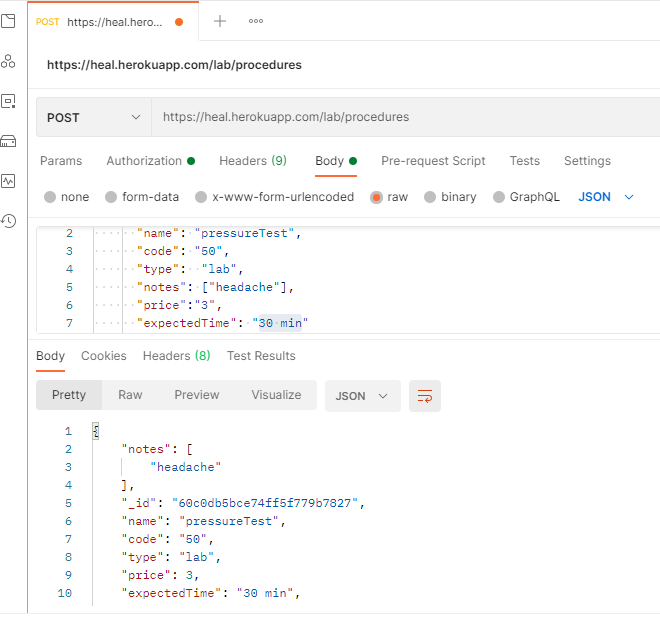 POST https://heal.hero...
https://heal.herokuapp.com/lab/procedures
POST https://heal.herokuapp.com/lab/procedures
Params Authorization Headers (9) Body Pre-request Script Tests Settings
none form-data x-www-form-urlencoded raw binary GraphQL JSON
2 "name": "pressureTest",
3 "code": "50",
4 "type": "lab",
5 "notes": ["headache"],
6 "price":"3",
7 "expectedTime": "30 min"
Body Cookies Headers (8) Test Results
Pretty Raw Preview Visualize JSON
1 {
2 "notes": [
3 "headache"
4 ],
5 "_id": "60c0db5bce74ff5f779b7827",
6 "name": "pressureTest",
7 "code": "50",
8 "type": "lab",
9 "price": 3,
10 "expectedTime": "30 min",